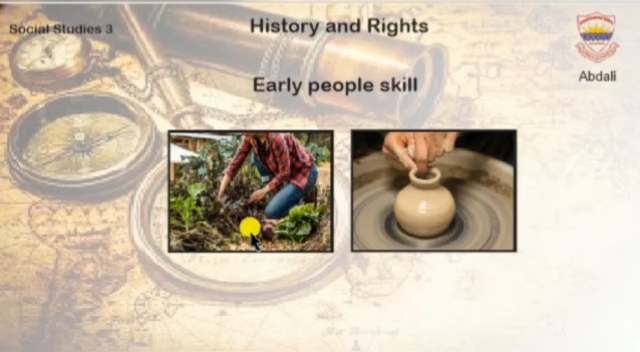 Social Studies 3
History and Rights
Abdali
Early people skill